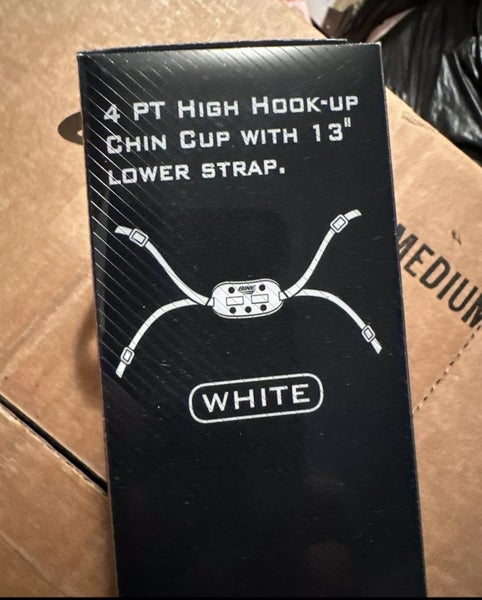 4 PT HIGH HOOK-UP
CHIN CUP WITH 13"
LOWER STRAP.
WHITE
MEDIUM